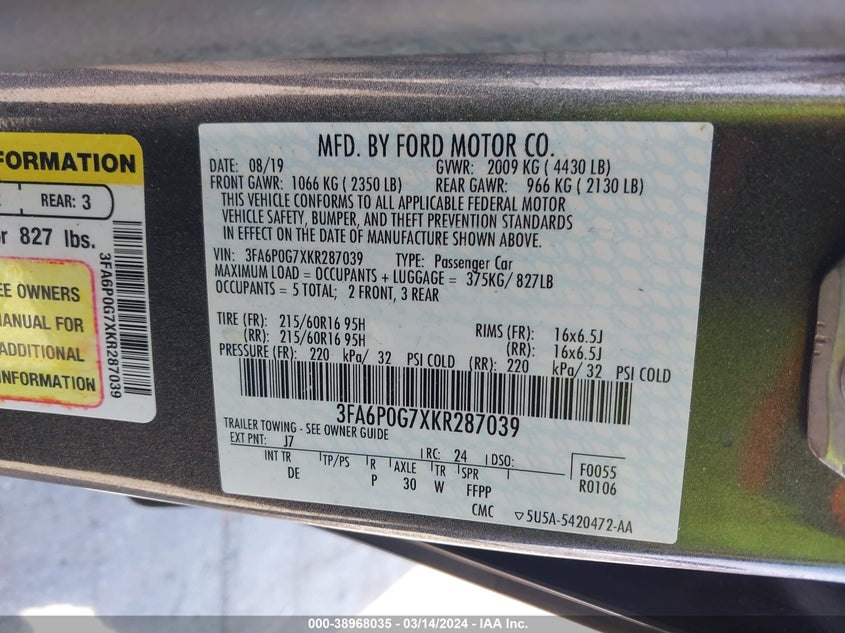 FORMATION
REAR: 3
or 827 lbs.
EE OWNERS
MANUAL FOR
ADDITIONAL
INFORMATION
3FA6P0G7XKR287039
MFD. BY FORD MOTOR CO.
DATE: 08/19 GVWR: 2009 KG ( 4430 LB)
FRONT GAWR: 1066 KG ( 2350 LB) REAR GAWR: 966 KG ( 2130 LB)
THIS VEHICLE CONFORMS TO ALL APPLICABLE FEDERAL MOTOR
VEHICLE SAFETY, BUMPER, AND THEFT PREVENTION STANDARDS
IN EFFECT ON THE DATE OF MANUFACTURE SHOWN ABOVE.
VIN: 3FA6P0G7XKR287039 TYPE: Passenger Car
MAXIMUM LOAD = OCCUPANTS + LUGGAGE = 375KG/ 827LB
OCCUPANTS = 5 TOTAL; 2 FRONT, 3 REAR
TIRE (FR): 215/60R16 95H RIMS (FR): 16x6.5J
(RR): 215/60R16 95H (RR): 16x6.5J
PRESSURE (FR): 220 kPa/ 32 PSI COLD (RR): 220 kPa/ 32 PSI COLD
3FA6P0G7XKR287039
TRAILER TOWING - SEE OWNER GUIDE
EXT PNT: J7 RC: 24 DSO: F0055
INT TR TP/PS R AXLE TR SPR R0106
DE P 30 W FFPP
CMC ▽5U5A-5420472-AA
000-38968035 - 03/14/2024 - IAA Inc.